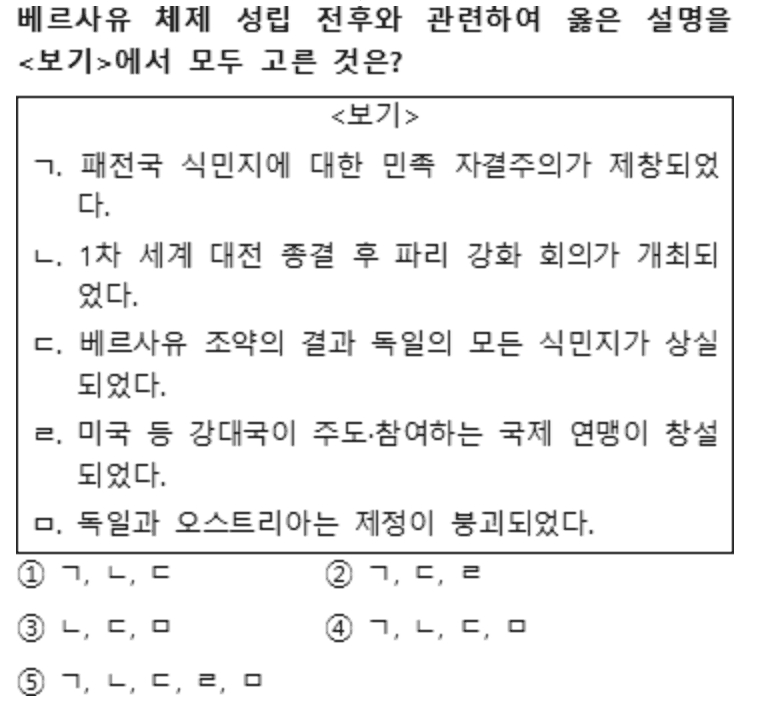 베르사유 체제 성립 전후와 관련하여 옳은 설명을
<보기>에서 모두 고른 것은?
<보기>
ㄱ. 패전국 식민지에 대한 민족 자결주의가 제창되었
다.
ㄴ. 1차 세계 대전 종결 후 파리 강화 회의가 개최되
었다.
ㄷ. 베르사유 조약의 결과 독일의 모든 식민지가 상실
되었다.
ㄹ. 미국 등 강대국이 주도·참여하는 국제 연맹이 창설
되었다.
ㅁ. 독일과 오스트리아는 제정이 붕괴되었다.
① ㄱ, ㄴ, ㄷ ② ㄱ, ㄷ, ㄹ
③ ㄴ, ㄷ, ㅁ ④ ㄱ, ㄴ, ㄷ, ㅁ
⑤ ㄱ, ㄴ, ㄷ, ㄹ, ㅁ